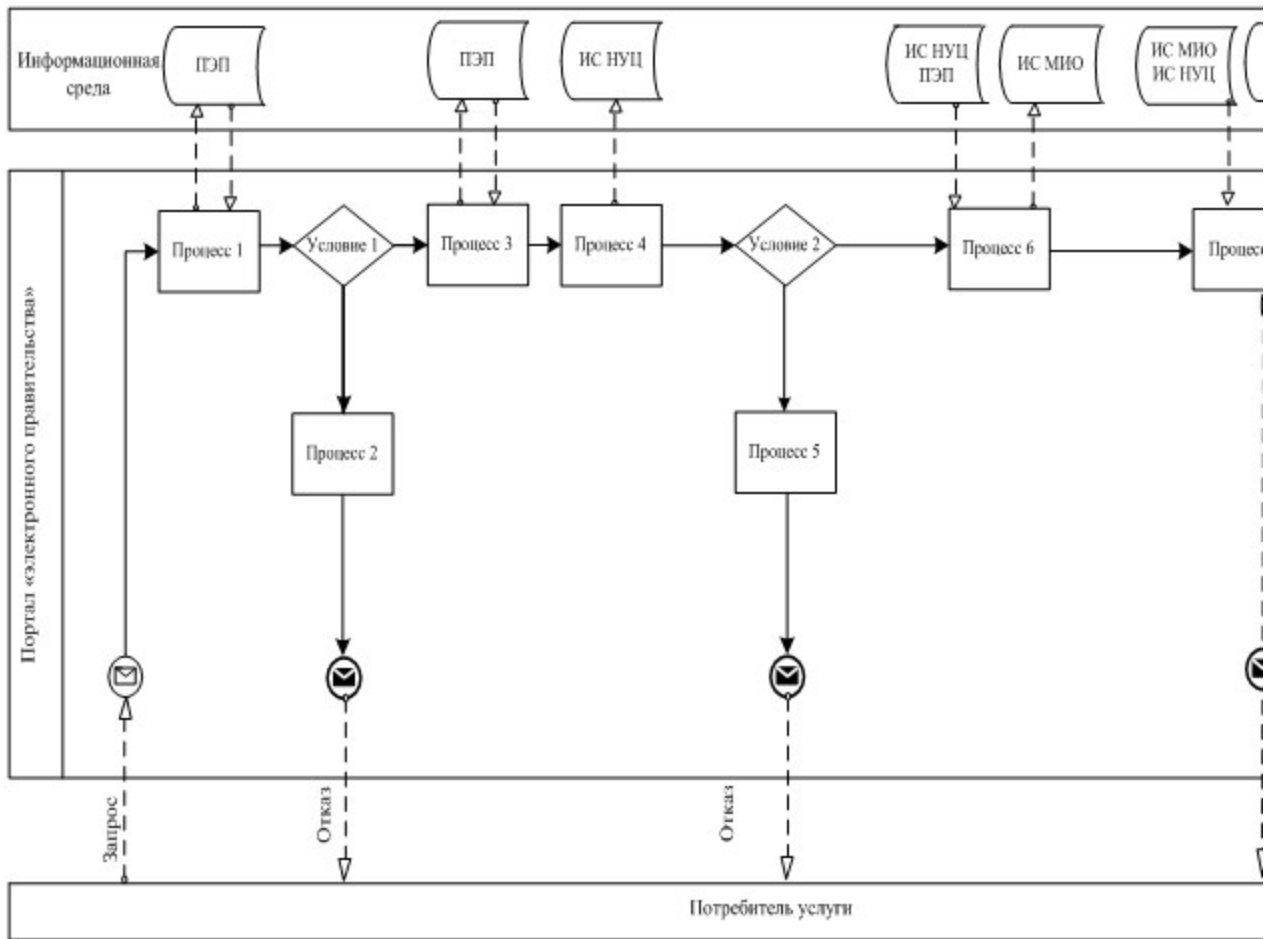 Информационная
среда
ПЭП
ПЭП
ИС НУЦ
ИС НУЦ
ПЭП
ИС МИО
ИС МИО
ИС НУЦ
Портал «электронного правительства»
Процесс 1
Условие 1
Процесс 3
Процесс 4
Условие 2
Процесс 6
Процесс
Процесс 2
Процесс 5
Запрос
Отказ
Отказ
Потребитель услуги